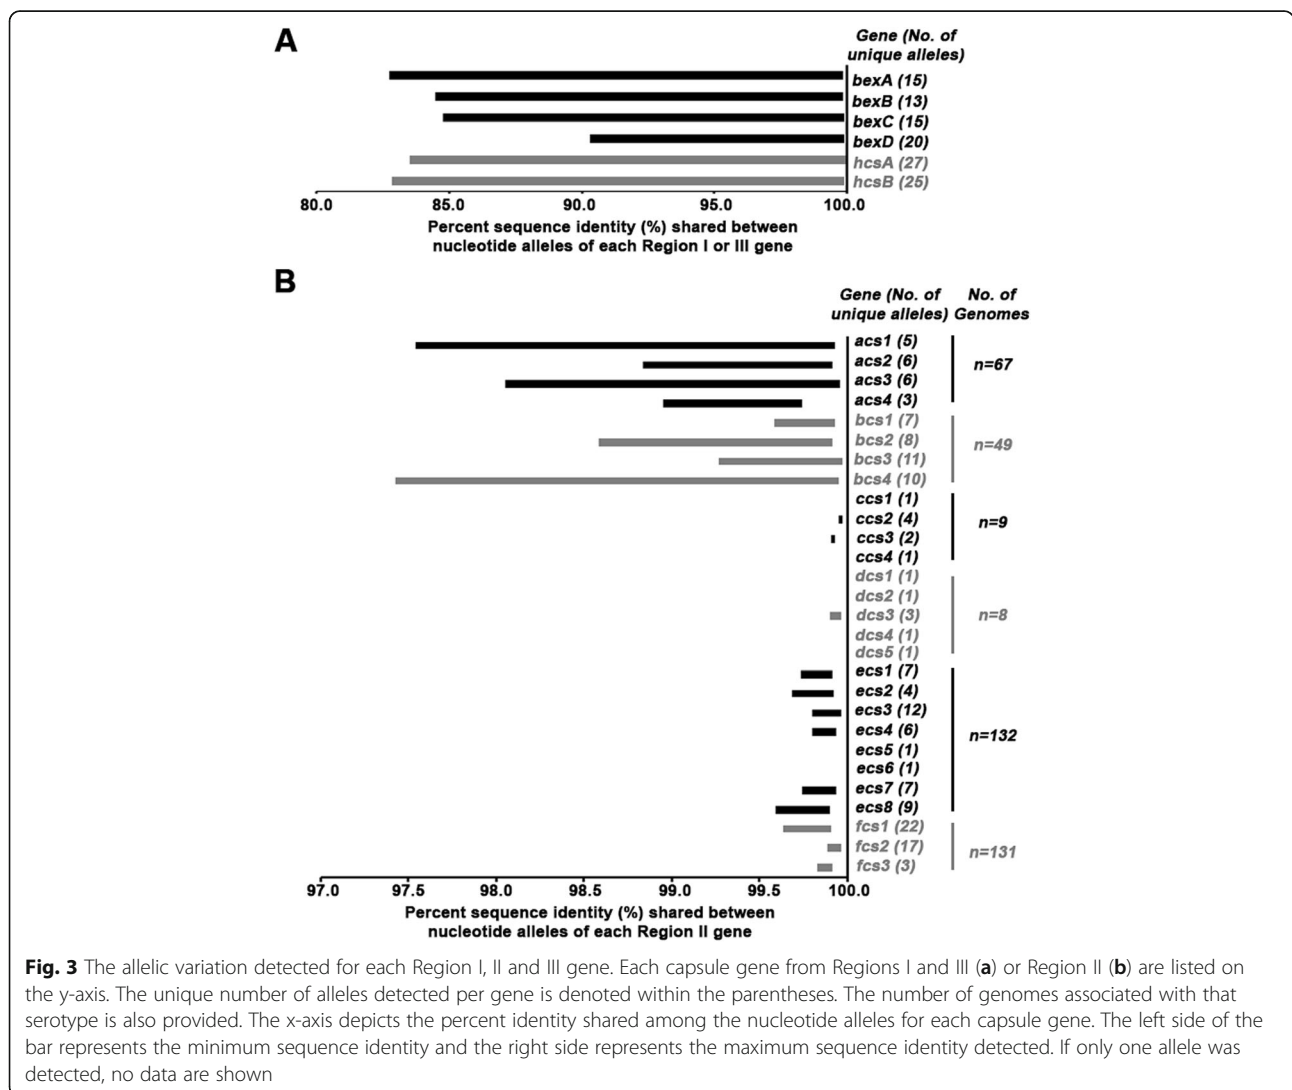 A
Gene (No. of
unique alleles)
bexA (15)
bexB (13)
bexC (15)
bexD (20)
hcsA (27)
hcsB (25)
80.0 85.0 90.0 95.0 100.0
Percent sequence identity (%) shared between
nucleotide alleles of each Region I or III gene
B
Gene (No. of unique alleles) No. of Genomes
acs1 (5)
acs2 (6)
n=67
acs3 (6)
acs4 (3)
bcs1 (7)
bcs2 (8)
n=49
bcs3 (11)
bcs4 (10)
ccs1 (1)
ccs2 (4)
n=9
ccs3 (2)
ccs4 (1)
dcs1 (1)
dcs2 (1)
dcs3 (3)
n=8
dcs4 (1)
dcs5 (1)
ecs1 (7)
ecs2 (4)
ecs3 (12)
ecs4 (6)
n=132
ecs5 (1)
ecs6 (1)
ecs7 (7)
ecs8 (9)
fcs1 (22)
fcs2 (17)
n=131
fcs3 (3)
97.0 97.5 98.0 98.5 99.0 99.5 100.0
Percent sequence identity (%) shared between
nucleotide alleles of each Region II gene
Fig. 3 The allelic variation detected for each Region I, II and III gene. Each capsule gene from Regions I and III (a) or Region II (b) are listed on
the y-axis. The unique number of alleles detected per gene is denoted within the parentheses. The number of genomes associated with that
serotype is also provided. The x-axis depicts the percent identity shared among the nucleotide alleles for each capsule gene. The left side of the
bar represents the minimum sequence identity and the right side represents the maximum sequence identity detected. If only one allele was
detected, no data are shown